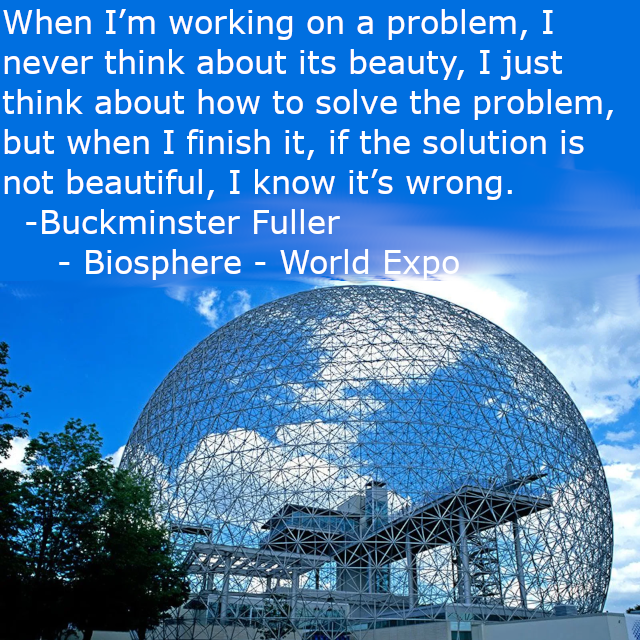 When I’m working on a problem, I
never think about its beauty, I just
think about how to solve the problem,
but when I finish it, if the solution is
not beautiful, I know it’s wrong.
-Buckminster Fuller
- Biosphere - World Expo